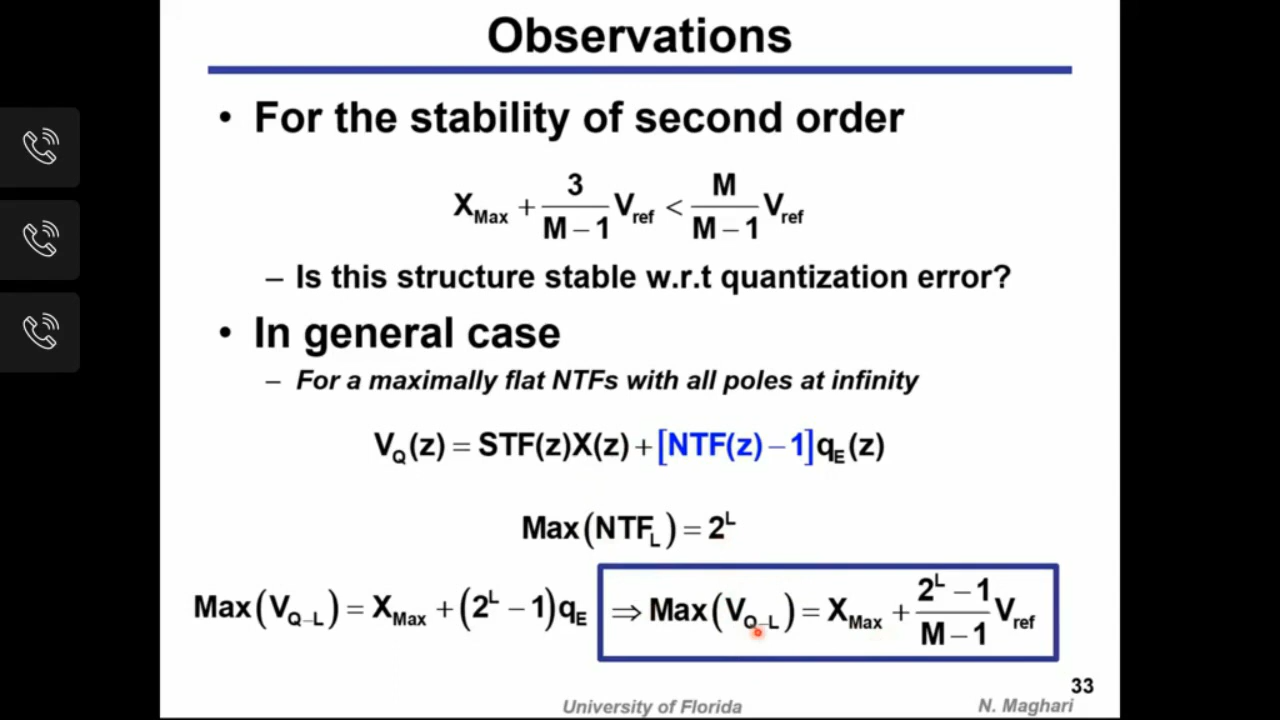 Observations
• For the stability of second order
X_Max + 3/(M − 1) V_ref < M/(M − 1) V_ref
– Is this structure stable w.r.t quantization error?
• In general case
– For a maximally flat NTFs with all poles at infinity
V_Q(z) = STF(z)X(z) + [NTF(z) − 1]q_E(z)
Max(NTF_L) = 2^L
Max(V_Q–L) = X_Max + (2^L − 1)q_E ⇒ Max(V_Q–L) = X_Max + (2^L − 1)/(M − 1) V_ref
33
University of Florida N. Maghari